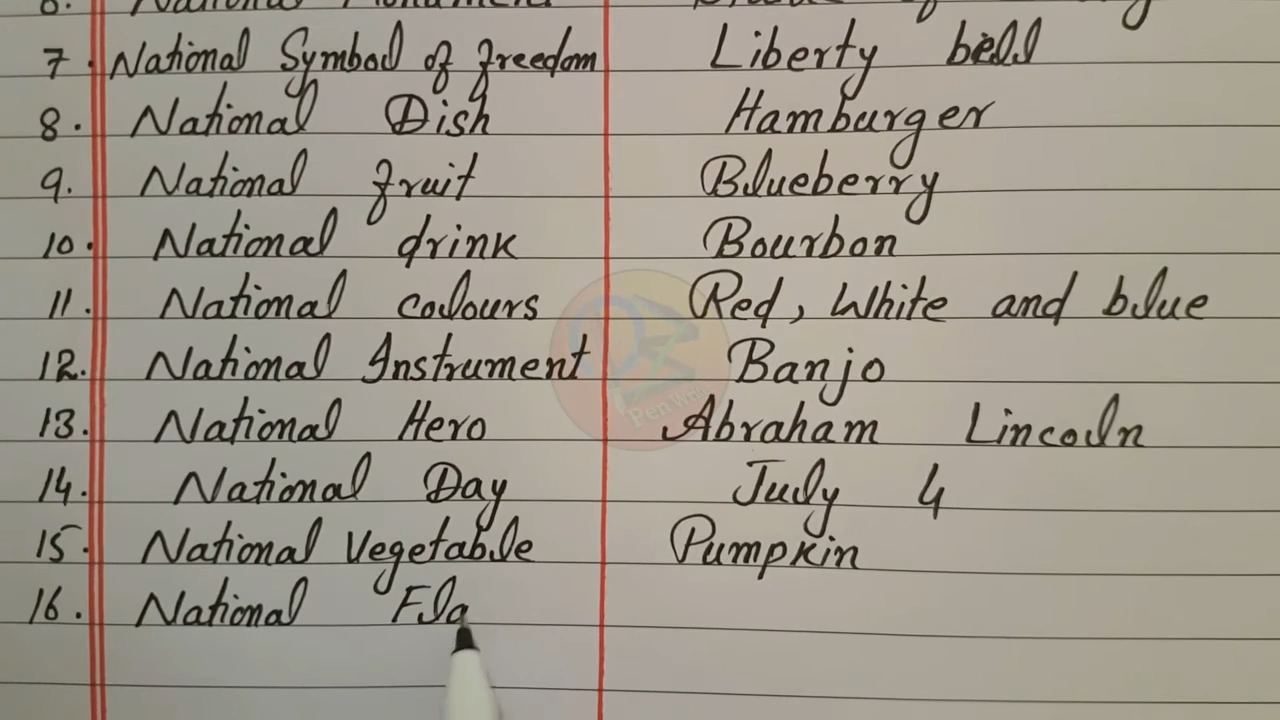 7. National Symbol of freedom Liberty bell
8. National Dish Hamburger
9. National fruit Blueberry
10. National drink Bourbon
11. National colours Red, White and blue
12. National Instrument Banjo
13. National Hero Abraham Lincoln
14. National Day July 4
15. National Vegetable Pumpkin
16. National Fla